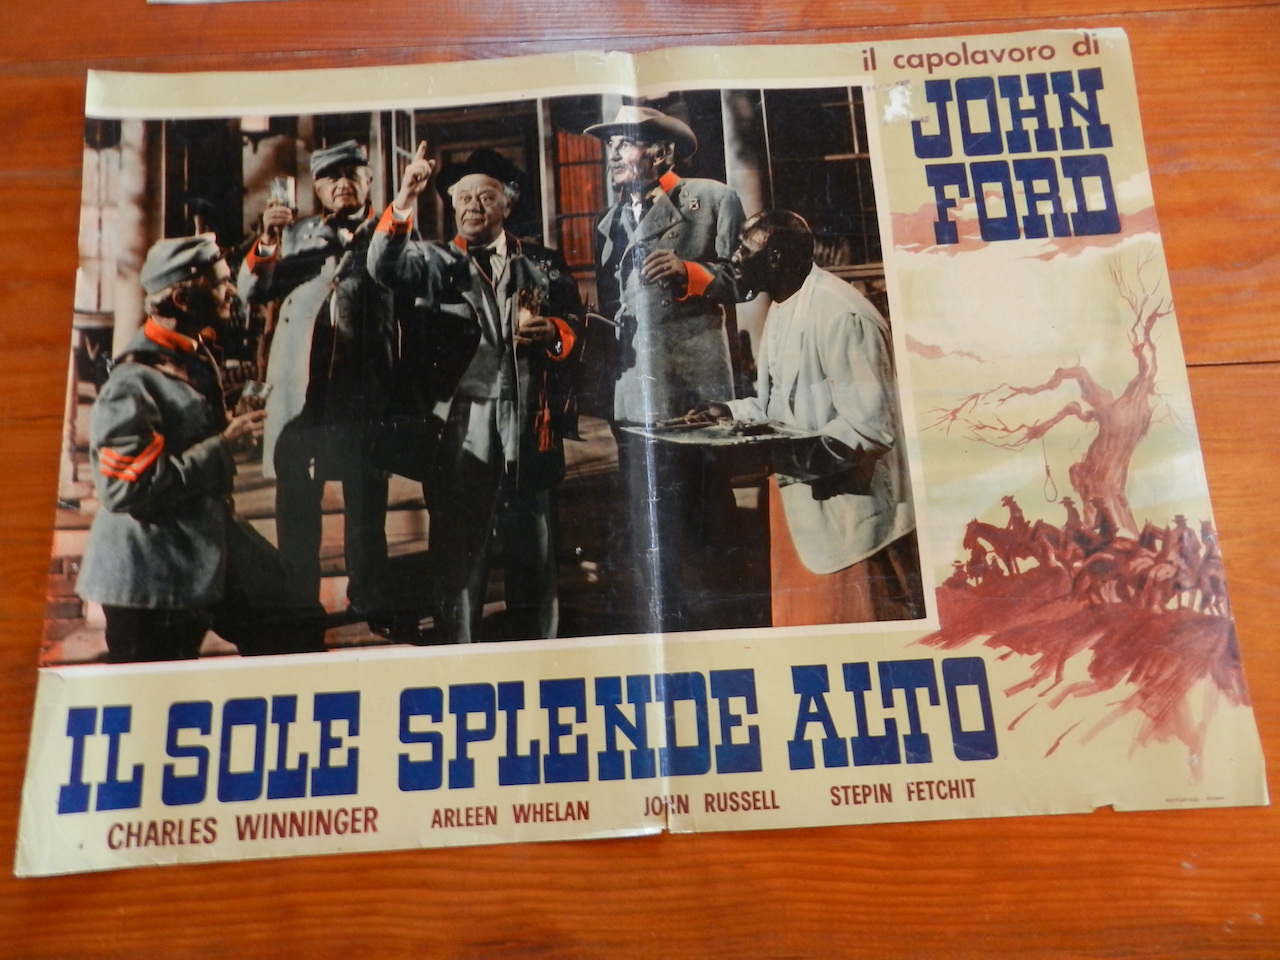 il capolavoro di
JOHN
FORD
IL SOLE SPLENDE ALTO
CHARLES WINNINGER ARLEEN WHELAN JOHN RUSSELL STEPIN FETCHIT